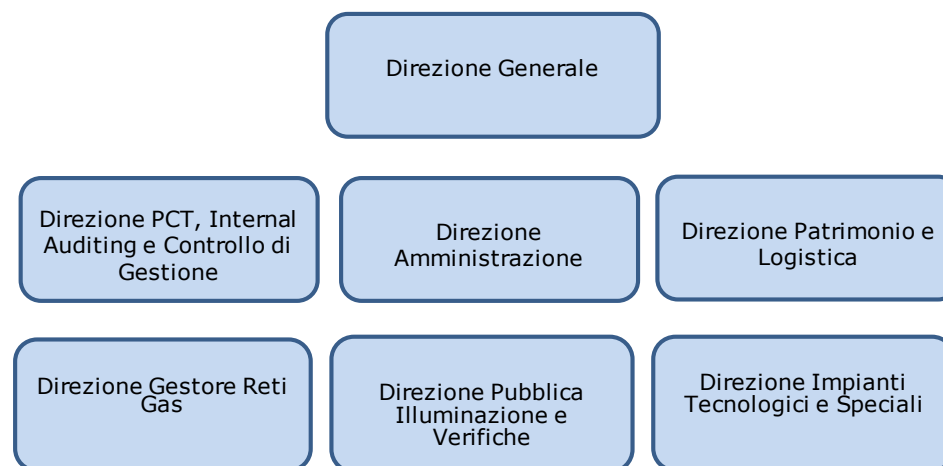 Direzione Generale
Direzione PCT, Internal
Auditing e Controllo di
Gestione
Direzione
Amministrazione
Direzione Patrimonio e
Logistica
Direzione Gestore Reti
Gas
Direzione Pubblica
Illuminazione e
Verifiche
Direzione Impianti
Tecnologici e Speciali